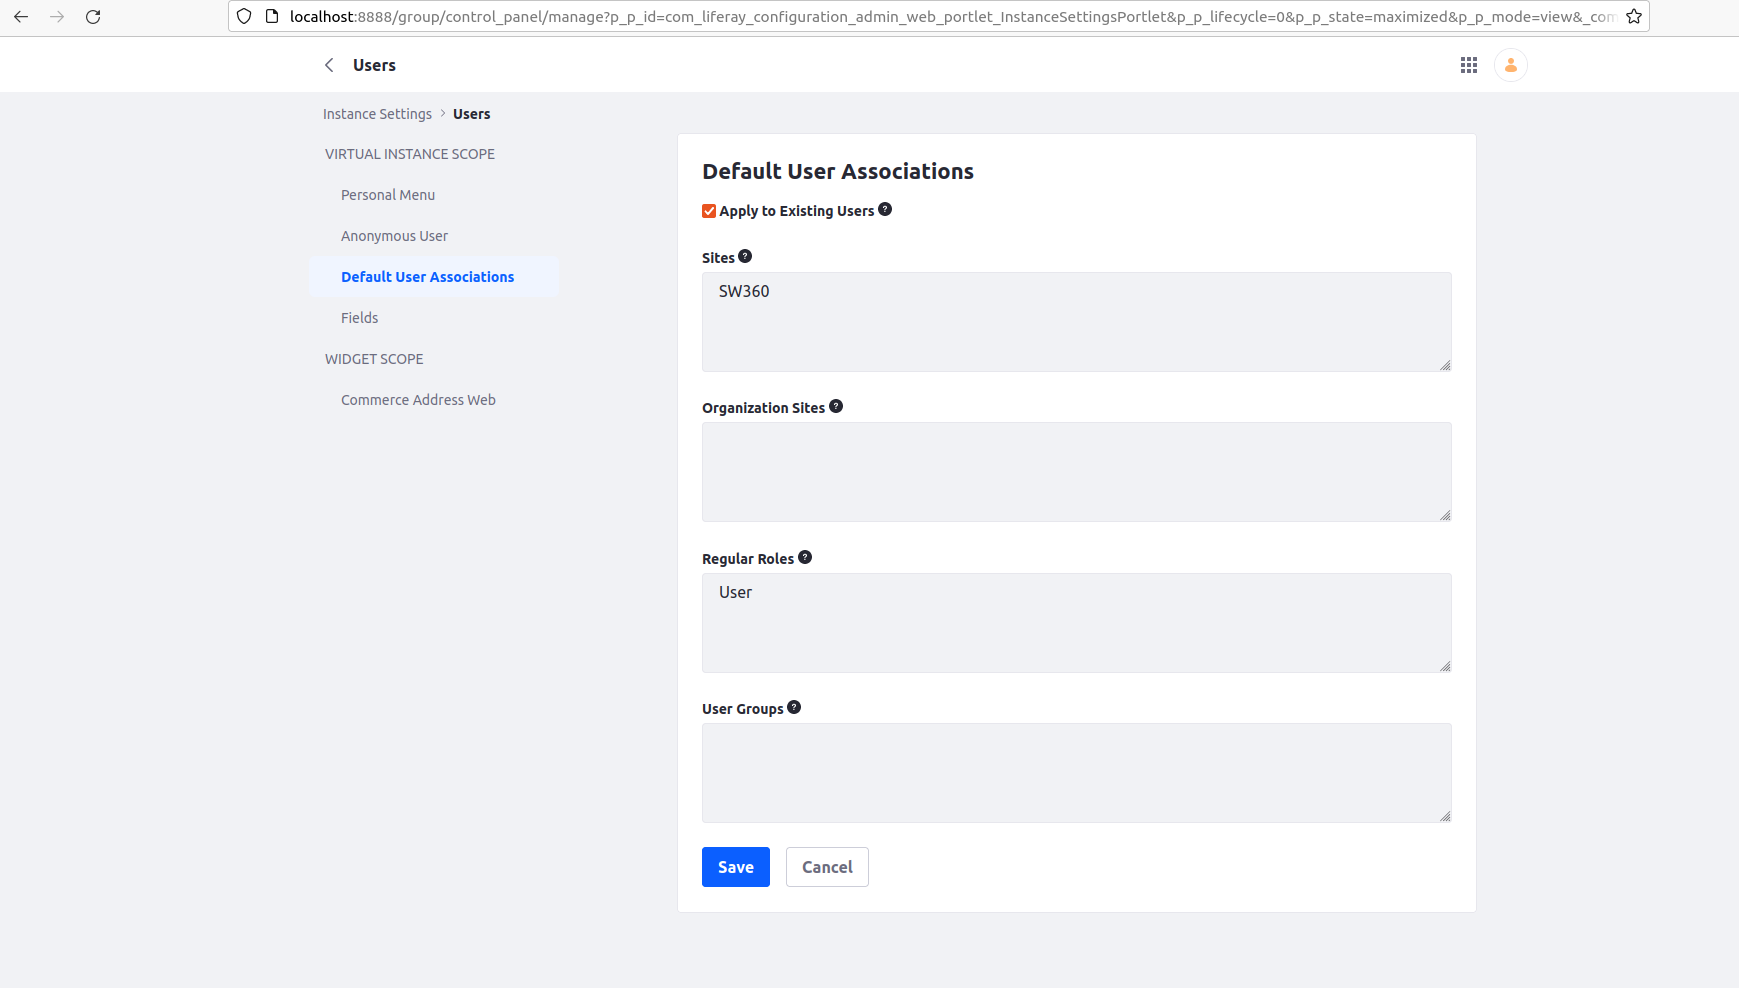 localhost:8888/group/control_panel/manage?p_p_id=com_liferay_configuration_admin_web_portlet_InstanceSettingsPortlet&p_p_lifecycle=0&p_p_state=maximized&p_p_mode=view&_com
Users
Instance Settings > Users
VIRTUAL INSTANCE SCOPE
Personal Menu
Anonymous User
Default User Associations
Fields
WIDGET SCOPE
Commerce Address Web
Default User Associations
Apply to Existing Users ?
Sites ?
SW360
Organization Sites ?
Regular Roles ?
User
User Groups ?
Save Cancel